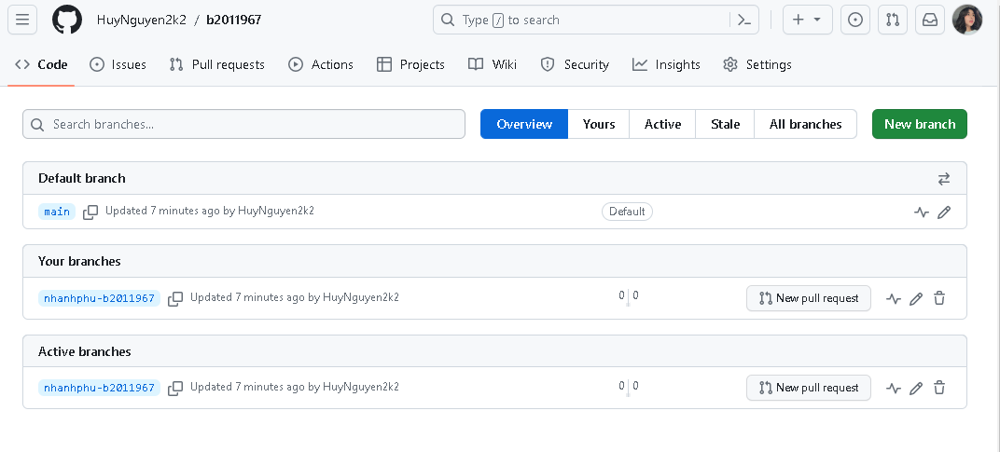 HuyNguyen2k2 / b2011967
Type / to search
Code Issues Pull requests Actions Projects Wiki Security Insights Settings
Search branches...
Overview Yours Active Stale All branches New branch
Default branch
main Updated 7 minutes ago by HuyNguyen2k2 Default
Your branches
nhanhphu-b2011967 Updated 7 minutes ago by HuyNguyen2k2 0 0 New pull request
Active branches
nhanhphu-b2011967 Updated 7 minutes ago by HuyNguyen2k2 0 0 New pull request